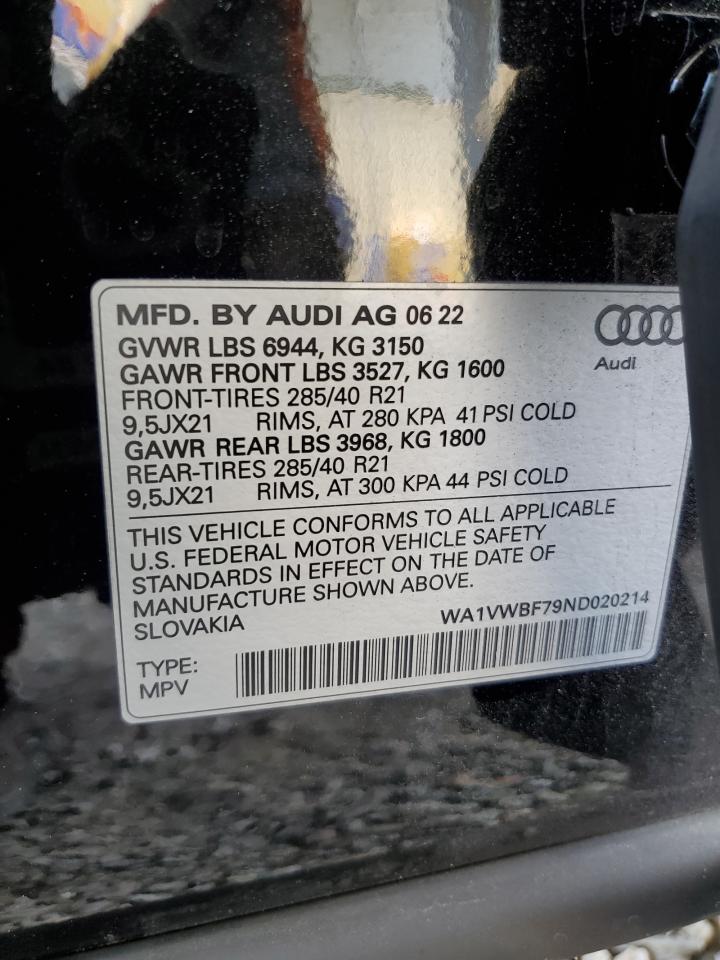 MFD. BY AUDI AG 06 22
GVWR LBS 6944, KG 3150
GAWR FRONT LBS 3527, KG 1600
FRONT-TIRES 285/40 R21
9,5JX21 RIMS, AT 280 KPA 41 PSI COLD
GAWR REAR LBS 3968, KG 1800
REAR-TIRES 285/40 R21
9,5JX21 RIMS, AT 300 KPA 44 PSI COLD
Audi
THIS VEHICLE CONFORMS TO ALL APPLICABLE
U.S. FEDERAL MOTOR VEHICLE SAFETY
STANDARDS IN EFFECT ON THE DATE OF
MANUFACTURE SHOWN ABOVE.
SLOVAKIA
WA1VWBF79ND020214
TYPE:
MPV